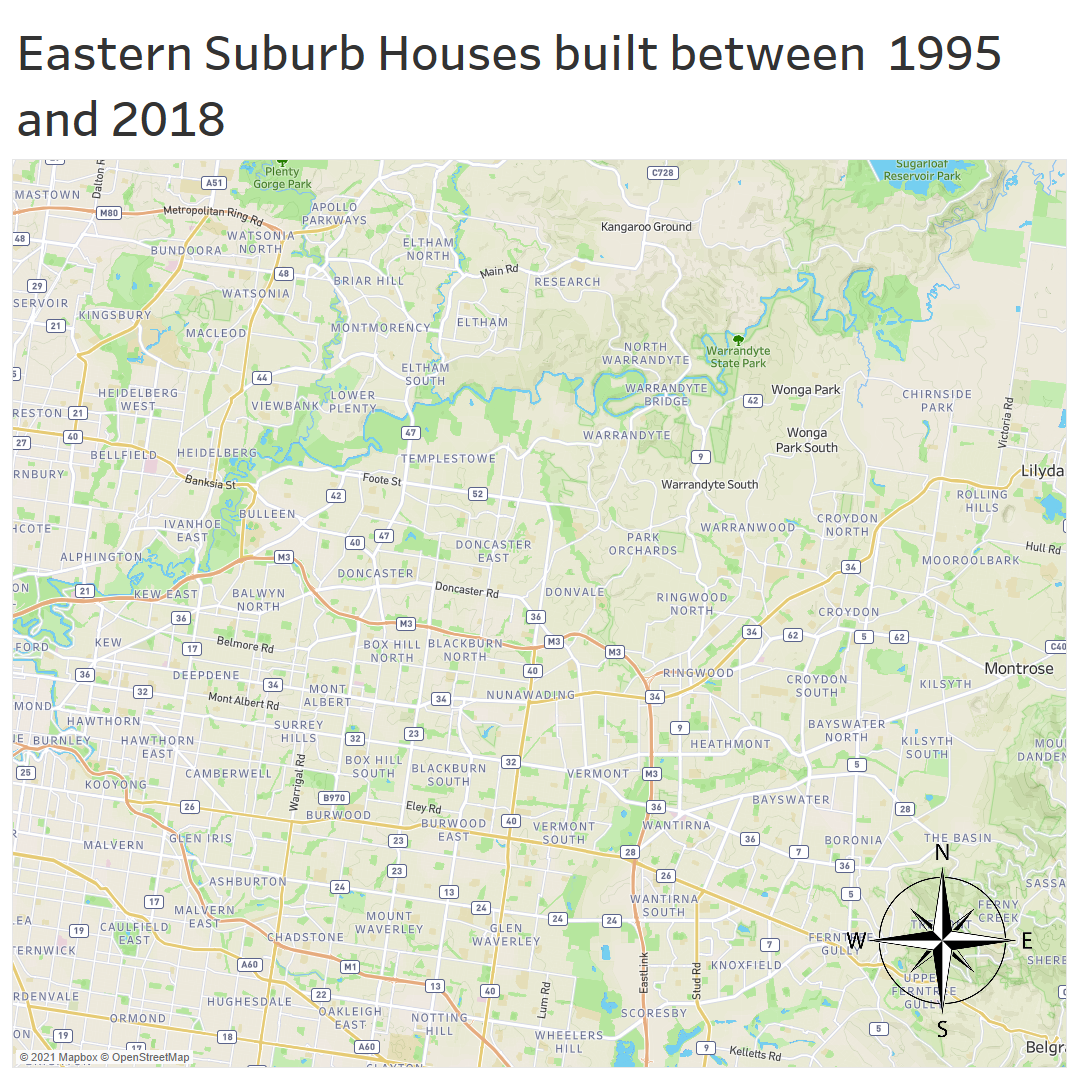 Eastern Suburb Houses built between 1995
and 2018
Plenty
Gorge Park
Sugarloaf
Reservoir Park
C728
A51
Dalton R
MASTOWN
M80
Metropolitan Ring Rd
APOLLO
PARKWAYS
Kangaroo Ground
48
BUNDOORA
WATSONIA
NORTH
ELTHAM
NORTH
Main Rd
48
29
WATSONIA
BRIAR HILL
RESEARCH
SERVOIR
KINGSBURY
21
MACLEOD
MONTMORENCY
ELTHAM
NORTH
WARRANDYTE
Warrandyte
State Park
44
ELTHAM
SOUTH
HEIDELBERG
WEST
VIEWBANK
LOWER
PLENTY
WARRANDYTE
BRIDGE
42
Wonga Park
CHIRNSIDE
PARK
Victoria Rd
RESTON
21
40
27
47
WARRANDYTE
Wonga
Park South
BELLFIELD
HEIDELBERG
TEMPLESTOWE
9
RNBURY
Banksia St
Foote St
Warrandyte South
Lilyda
42
52
ROLLING
HILLS
HCOTE
IVANHOE
EAST
BULLEEN
WARRANWOOD
CROYDON
NORTH
40
47
DONCASTER
EAST
PARK
ORCHARDS
Hull Rd
ALPHINGTON
M3
DONCASTER
34
MOOROOLBARK
ON
21
KEW EAST
BALWYN
NORTH
Doncaster Rd
DONVALE
RINGWOOD
NORTH
CROYDON
36
M3
36
34
62
5
62
FORD
KEW
17
Belmore Rd
BOX HILL
NORTH
BLACKBURN
NORTH
M3
M3
C40
36
DEEPDENE
40
RINGWOOD
Montrose
32
34
Mont Albert Rd
MONT
ALBERT
34
NUNAWADING
34
CROYDON
SOUTH
KILSYTH
MOND
HAWTHORN
SURREY
HILLS
9
BAYSWATER
NORTH
NE
BURNLEY
HAWTHORN
EAST
32
23
HEATHMONT
KILSYTH
SOUTH
MOU
DANDEN
25
KOOYONG
CAMBERWELL
Warrigal Rd
BOX HILL
SOUTH
BLACKBURN
SOUTH
32
VERMONT
M3
5
26
B970
Eley Rd
BURWOOD
BURWOOD
EAST
40
VERMONT
SOUTH
36
WANTIRNA
BAYSWATER
28
MALVERN
GLEN IRIS
23
28
36
7
BORONIA
THE BASIN
N
23
26
36
ASHBURTON
24
13
WANTIRNA
SOUTH
5
SASSA
17
MALVERN
EAST
MOUNT
WAVERLEY
24
24
24
FERNY
CREEK
LEA
19
CAULFIELD
EAST
CHADSTONE
GLEN
WAVERLEY
7
W
E
TERNWICK
A60
M1
EastLink
Stud Rd
KNOXFIELD
GULLY
SHERE
RDENVALE
HUGHESDALE
22
13
40
Lum Rd
UPPE
FERNTREE
GULL
ORMOND
OAKLEIGH
EAST
NOTTING
HILL
SCORESBY
S
ON
19
17
18
A60
WHEELERS
HILL
9
Kelletts Rd
5
Belgr
© 2021 Mapbox © OpenStreetMap